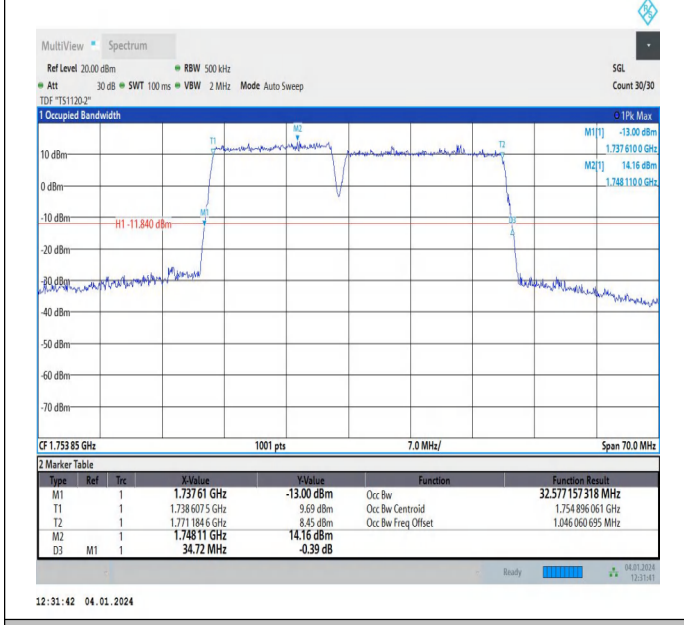 MultiView Spectrum
Ref Level 20.00 dBm RBW 500 kHz SGL
Att 30 dB SWT 100 ms VBW 2 MHz Mode Auto Sweep Count 30/30
TDF "TS1120-2"
1 Occupied Bandwidth 1Pk Max
M1[1] -13.00 dBm
1.737 610 0 GHz
M2[1] 14.16 dBm
1.748 110 0 GHz
T1
M2
T2
10 dBm
0 dBm
-10 dBm
M1
H1 -11.840 dBm
D3
-20 dBm
-30 dBm
-40 dBm
-50 dBm
-60 dBm
-70 dBm
CF 1.753 85 GHz 1001 pts 7.0 MHz/ Span 70.0 MHz
2 Marker Table
Type Ref Trc X-Value Y-Value Function Function Result
M1 1 1.737 61 GHz -13.00 dBm Occ Bw 32.577 157 318 MHz
T1 1 1.738 607 5 GHz 9.69 dBm Occ Bw Centroid 1.754 896 061 GHz
T2 1 1.771 184 6 GHz 8.45 dBm Occ Bw Freq Offset 1.046 060 695 MHz
M2 1 1.748 11 GHz 14.16 dBm
D3 M1 1 34.72 MHz -0.39 dB
Ready 04.01.2024
12:31:41
12:31:42 04.01.2024